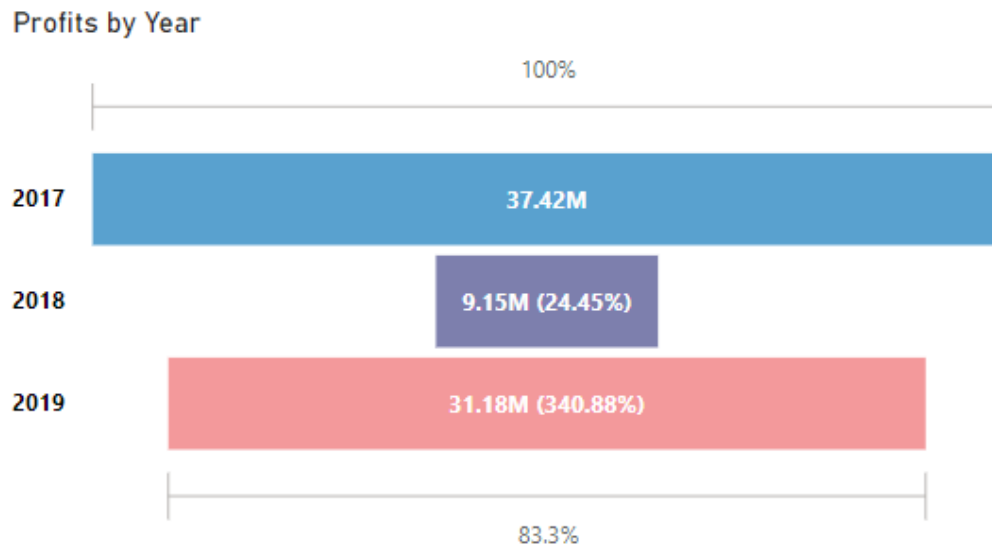 Profits by Year
100%
2017 37.42M
2018 9.15M (24.45%)
2019 31.18M (340.88%)
83.3%